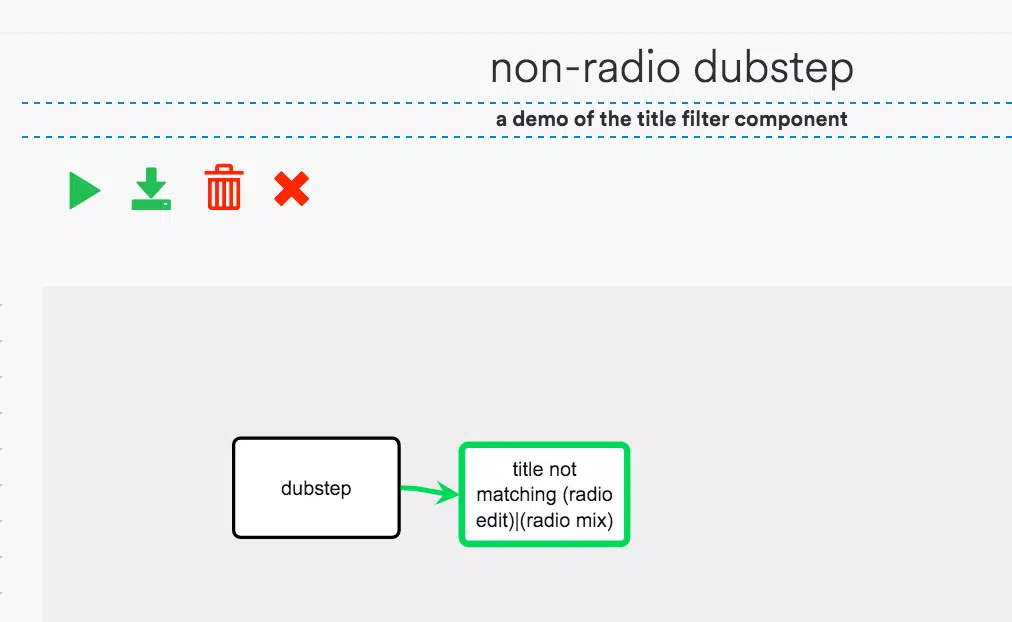 non-radio dubstep
a demo of the title filter component
dubstep
title not
matching (radio
edit)|(radio mix)